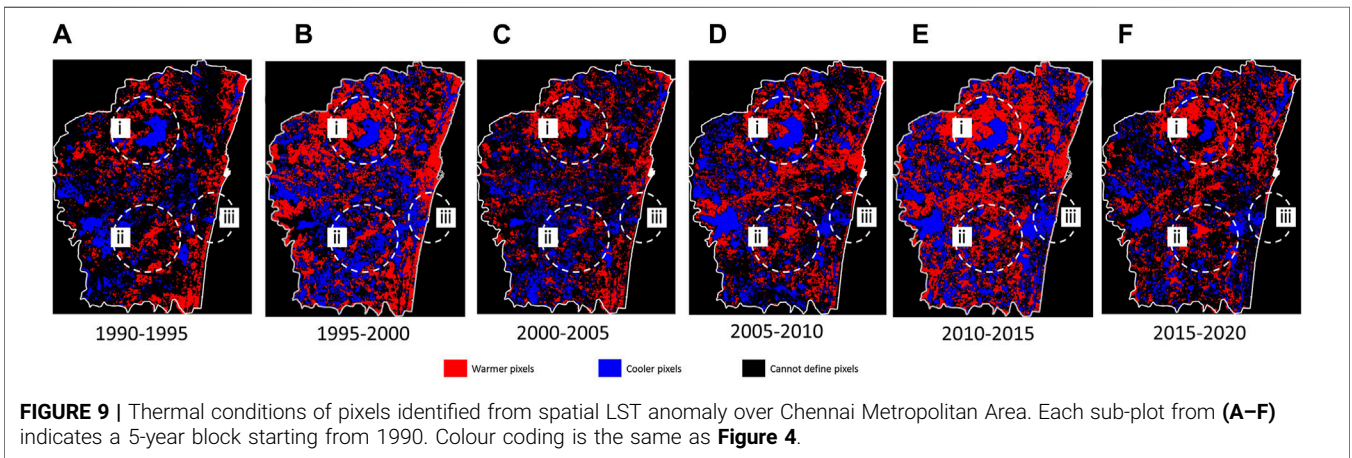 A B C D E F
i i i i i i
iii iii iii iii iii iii
ii ii ii ii ii ii
1990-1995 1995-2000 2000-2005 2005-2010 2010-2015 2015-2020
Warmer pixels Cooler pixels Cannot define pixels
FIGURE 9 | Thermal conditions of pixels identified from spatial LST anomaly over Chennai Metropolitan Area. Each sub-plot from (A–F)
indicates a 5-year block starting from 1990. Colour coding is the same as Figure 4.